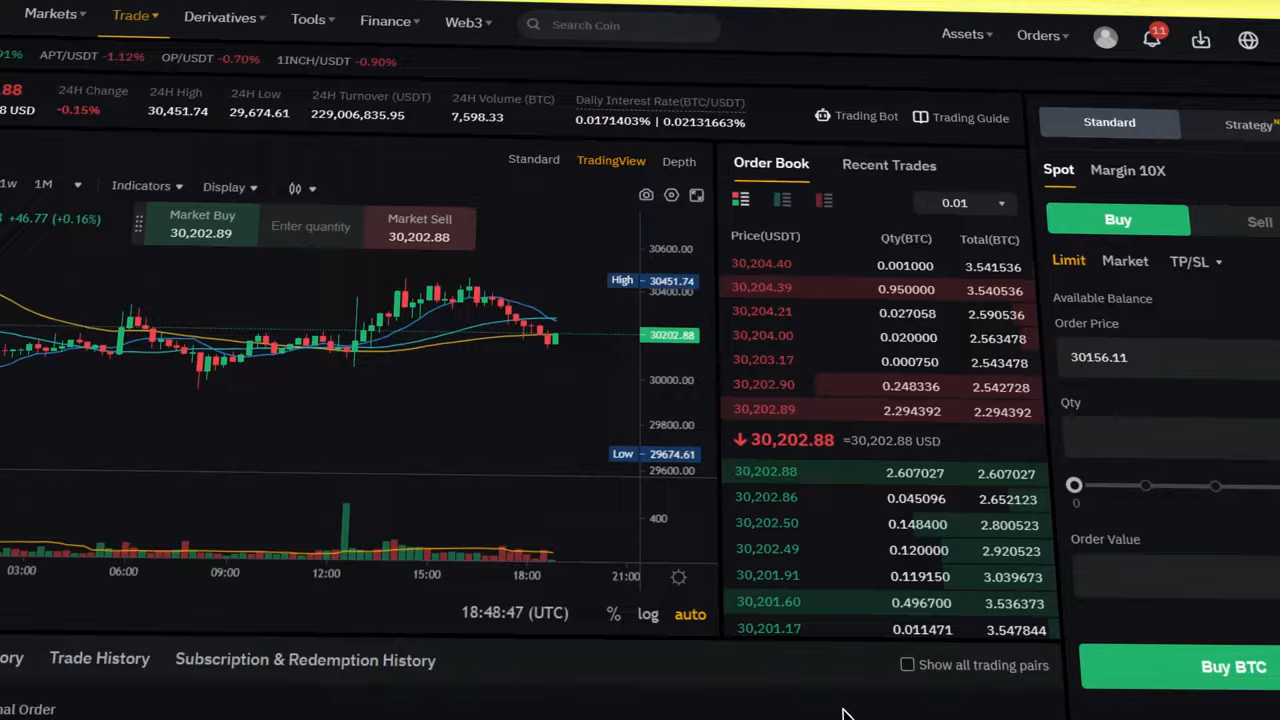 Markets Trade Derivatives Tools Finance Web3 Search Coin Assets Orders 11
91% APT/USDT -1.12% OP/USDT -0.70% 1INCH/USDT -0.90%
88 24H Change 24H High 24H Low 24H Turnover (USDT) 24H Volume (BTC) Daily Interest Rate(BTC/USDT)
8 USD -0.15% 30,451.74 29,674.61 229,006,835.95 7,598.33 0.0171403% | 0.02131663%
Trading Bot Trading Guide
Standard Strategy
Standard TradingView Depth
Order Book Recent Trades
Spot Margin 10X
1w 1M Indicators Display
0.01
+46.77 (+0.16%)
Market Buy
30,202.89
Enter quantity
Market Sell
30,202.88
Buy Sell
Limit Market TP/SL
Available Balance
Order Price
30156.11
Qty
0
Order Value
Buy BTC
30600.00
High 30451.74
30400.00
30202.88
30000.00
29800.00
Low 29674.61
29600.00
400
03:00 06:00 09:00 12:00 15:00 18:00 21:00
18:48:47 (UTC) % log auto
Price(USDT) Qty(BTC) Total(BTC)
30,204.40 0.001000 3.541536
30,204.39 0.950000 3.540536
30,204.21 0.027058 2.590536
30,204.00 0.020000 2.563478
30,203.17 0.000750 2.543478
30,202.90 0.248336 2.542728
30,202.89 2.294392 2.294392
30,202.88 =30,202.88 USD
30,202.88 2.607027 2.607027
30,202.86 0.045096 2.652123
30,202.50 0.148400 2.800523
30,202.49 0.120000 2.920523
30,201.91 0.119150 3.039673
30,201.60 0.496700 3.536373
30,201.17 0.011471 3.547844
ory Trade History Subscription & Redemption History Show all trading pairs
nal Order